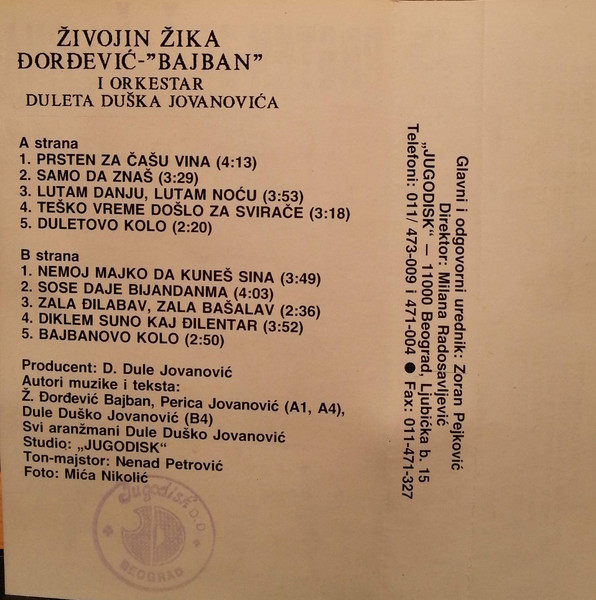 ŽIVOJIN ŽIKA
ĐORĐEVIĆ-”BAJBAN”
I ORKESTAR
DULETA DUŠKA JOVANOVIĆA
A strana
1. PRSTEN ZA ČAŠU VINA (4:13)
2. SAMO DA ZNAŠ (3:29)
3. LUTAM DANJU, LUTAM NOĆU (3:53)
4. TEŠKO VREME DOŠLO ZA SVIRAČE (3:18)
5. DULETOVO KOLO (2:20)
B strana
1. NEMOJ MAJKO DA KUNEŠ SINA (3:49)
2. SOSE DAJE BIJANDANMA (4:03)
3. ZALA ĐILABAV, ZALA BAŠALAV (2:36)
4. DIKLEM SUNO KAJ ĐILENTAR (3:52)
5. BAJBANOVO KOLO (2:50)
Producent: D. Dule Jovanović
Autori muzike i teksta:
Ž. Đorđević Bajban, Perica Jovanović (A1, A4),
Dule Duško Jovanović (B4)
Svi aranžmani Dule Duško Jovanović
Studio: „JUGODISK”
Ton-majstor: Nenad Petrović
Foto: Mića Nikolić
Jugodisk D.D.
BEOGRAD
Glavni i odgovorni urednik: Zoran Pejković
Direktor: Milana Radosavljević
„JUGODISK“ — 11000 Beograd, Ljubička b. 15
Telefoni: 011/ 473-009 i 471-004 ● Fax: 011-471-327